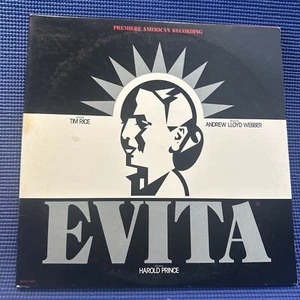 PREMIERE AMERICAN RECORDING
TIM RICE
ANDREW LLOYD WEBBER
EVITA
HAROLD PRINCE